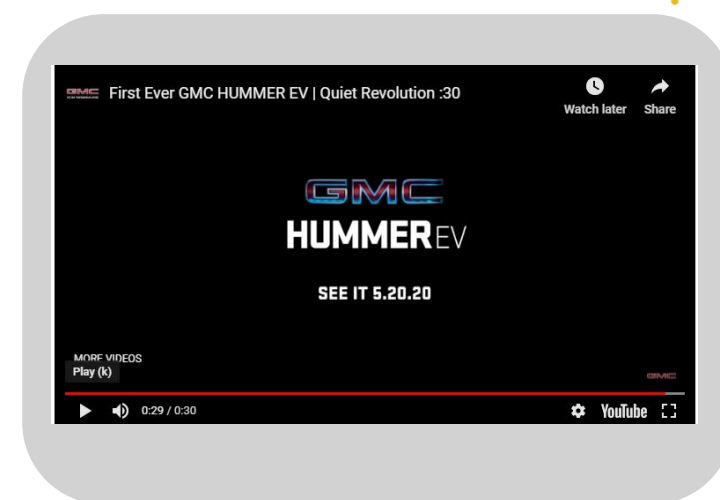 GMC First Ever GMC HUMMER EV | Quiet Revolution :30
Watch later Share
GMC
HUMMER EV
SEE IT 5.20.20
MORE VIDEOS
Play (k)
GMC
0:29 / 0:30 YouTube